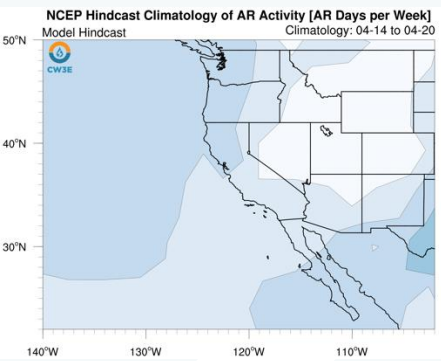 NCEP Hindcast Climatology of AR Activity [AR Days per Week]
Model Hindcast
Climatology: 04-14 to 04-20
CW3E
50°N
40°N
30°N
140°W
130°W
120°W
110°W